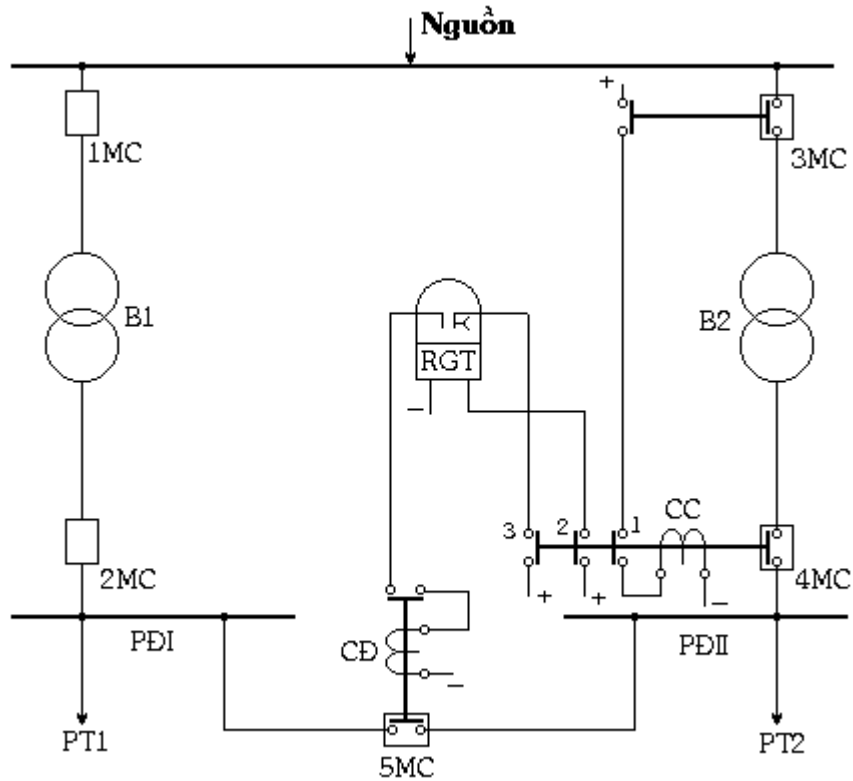 Nguồn
+
1MC
3MC
B1
B2
RGT
–
3
2
1
CC
+
+
–
2MC
4MC
PĐI
CĐ
–
PĐII
PT1
5MC
PT2